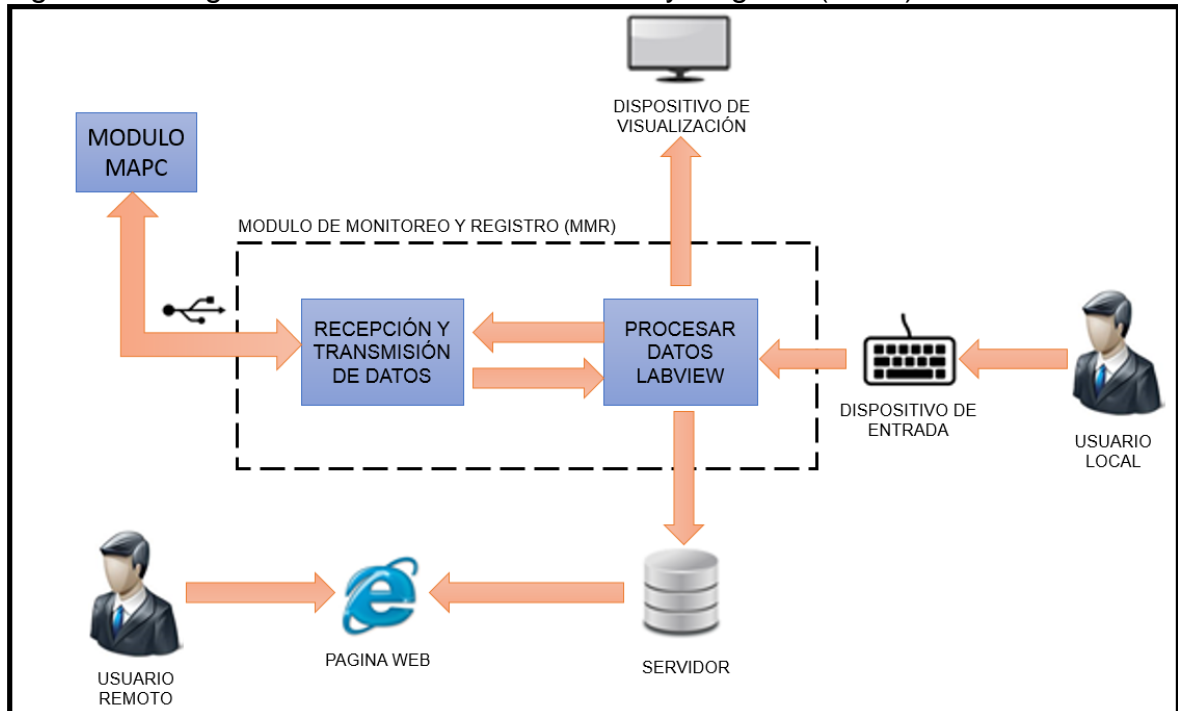 DISPOSITIVO DE
VISUALIZACIÓN
MODULO
MAPC
MODULO DE MONITOREO Y REGISTRO (MMR)
RECEPCIÓN Y
TRANSMISIÓN
DE DATOS
PROCESAR
DATOS
LABVIEW
DISPOSITIVO DE
ENTRADA
USUARIO
LOCAL
USUARIO
REMOTO
PAGINA WEB
SERVIDOR